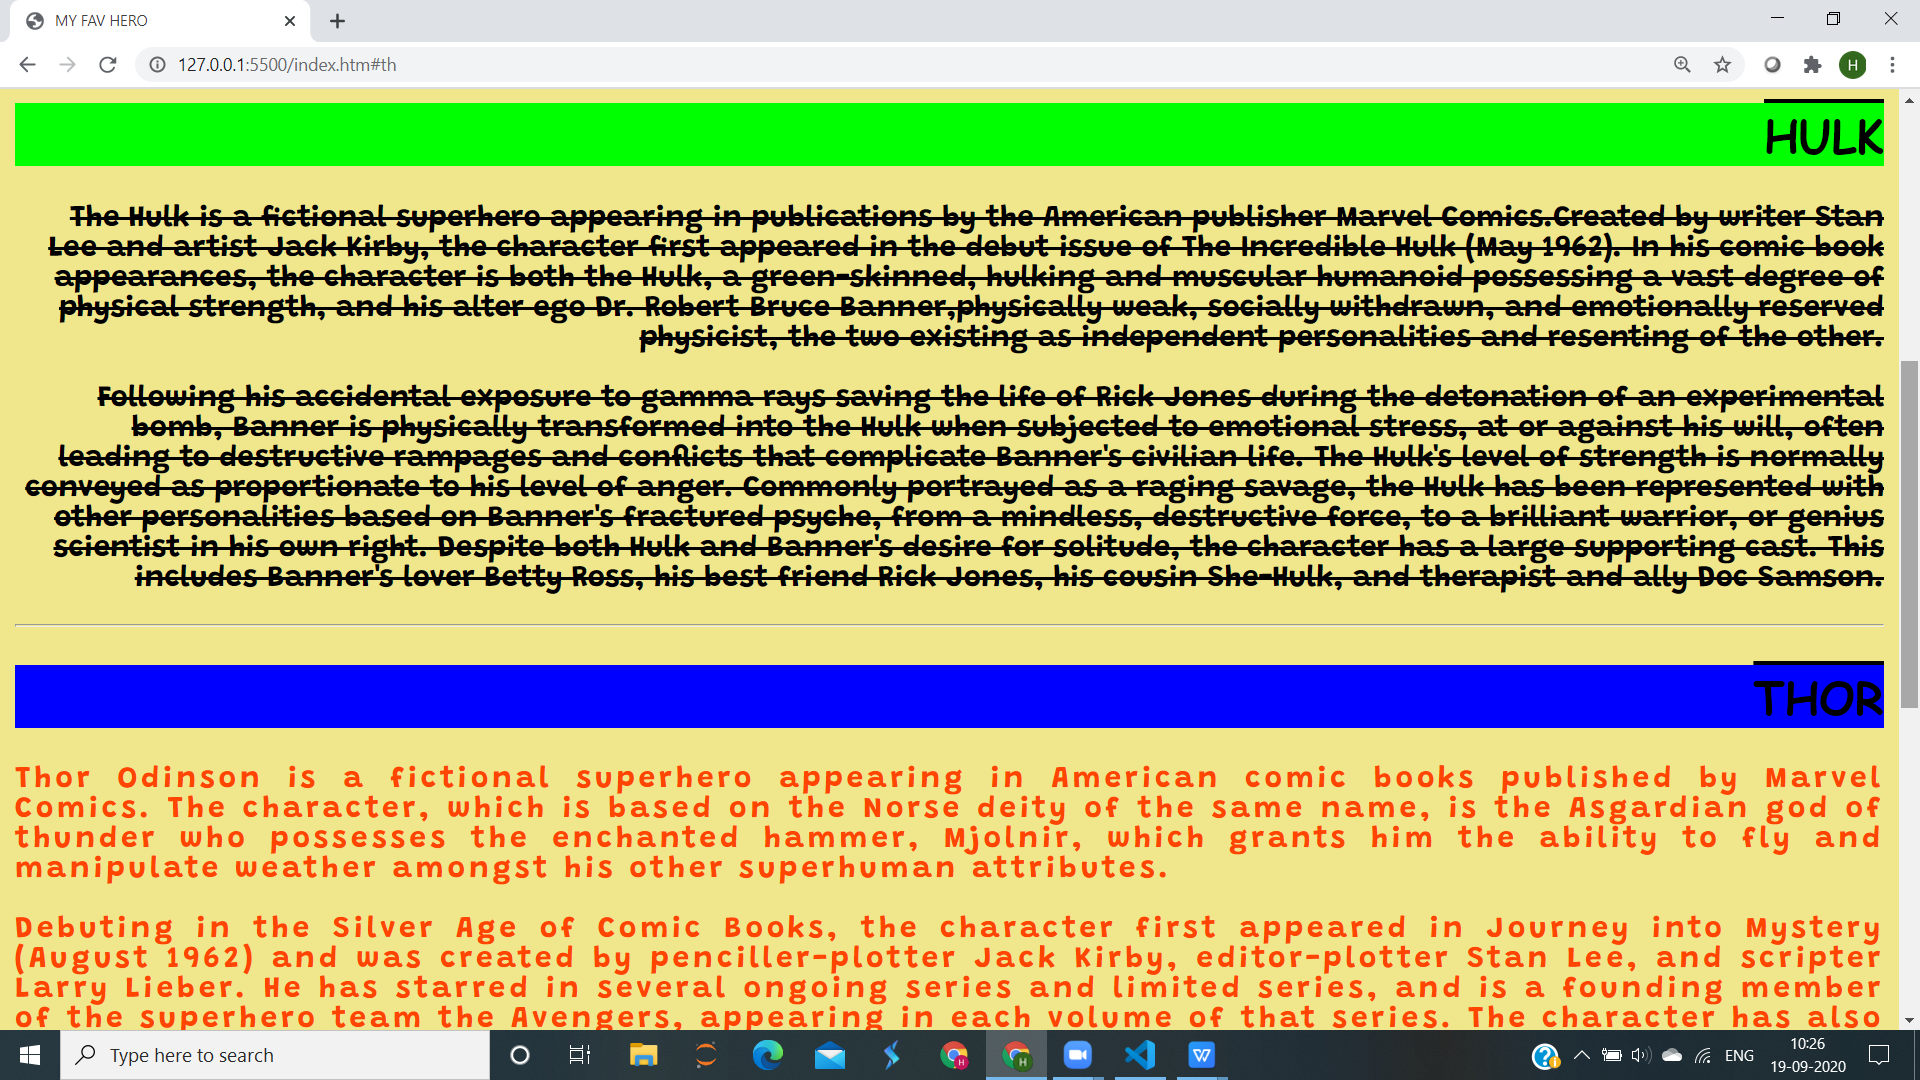 MY FAV HERO
127.0.0.1:5500/index.htm#th
H
HULK
The Hulk is a fictional superhero appearing in publications by the American publisher Marvel Comics.Created by writer Stan
Lee and artist Jack Kirby, the character first appeared in the debut issue of The Incredible Hulk (May 1962). In his comic book
appearances, the character is both the Hulk, a green-skinned, hulking and muscular humanoid possessing a vast degree of
physical strength, and his alter ego Dr. Robert Bruce Banner,physically weak, socially withdrawn, and emotionally reserved
physicist, the two existing as independent personalities and resenting of the other.
Following his accidental exposure to gamma rays saving the life of Rick Jones during the detonation of an experimental
bomb, Banner is physically transformed into the Hulk when subjected to emotional stress, at or against his will, often
leading to destructive rampages and conflicts that complicate Banner's civilian life. The Hulk's level of strength is normally
conveyed as proportionate to his level of anger. Commonly portrayed as a raging savage, the Hulk has been represented with
other personalities based on Banner's fractured psyche, from a mindless, destructive force, to a brilliant warrior, or genius
scientist in his own right. Despite both Hulk and Banner's desire for solitude, the character has a large supporting cast. This
includes Banner's lover Betty Ross, his best friend Rick Jones, his cousin She-Hulk, and therapist and ally Doc Samson.
THOR
Thor Odinson is a fictional superhero appearing in American comic books published by Marvel
Comics. The character, which is based on the Norse deity of the same name, is the Asgardian god of
thunder who possesses the enchanted hammer, Mjolnir, which grants him the ability to fly and
manipulate weather amongst his other superhuman attributes.
Debuting in the Silver Age of Comic Books, the character first appeared in Journey into Mystery
(August 1962) and was created by penciller-plotter Jack Kirby, editor-plotter Stan Lee, and scripter
Larry Lieber. He has starred in several ongoing series and limited series, and is a founding member
of the superhero team the Avengers, appearing in each volume of that series. The character has also
Type here to search
ENG
10:26
19-09-2020